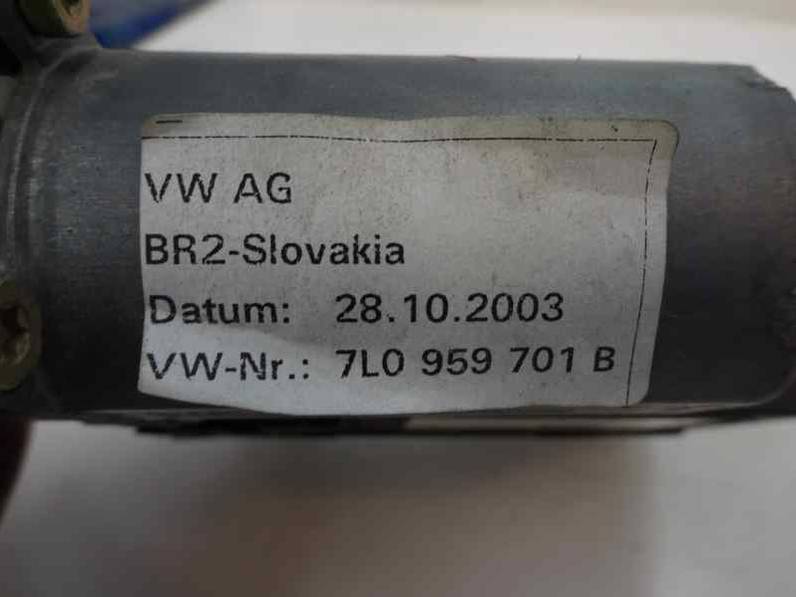 VW AG
BR2-Slovakia
Datum: 28.10.2003
VW-Nr.: 7L0 959 701 B